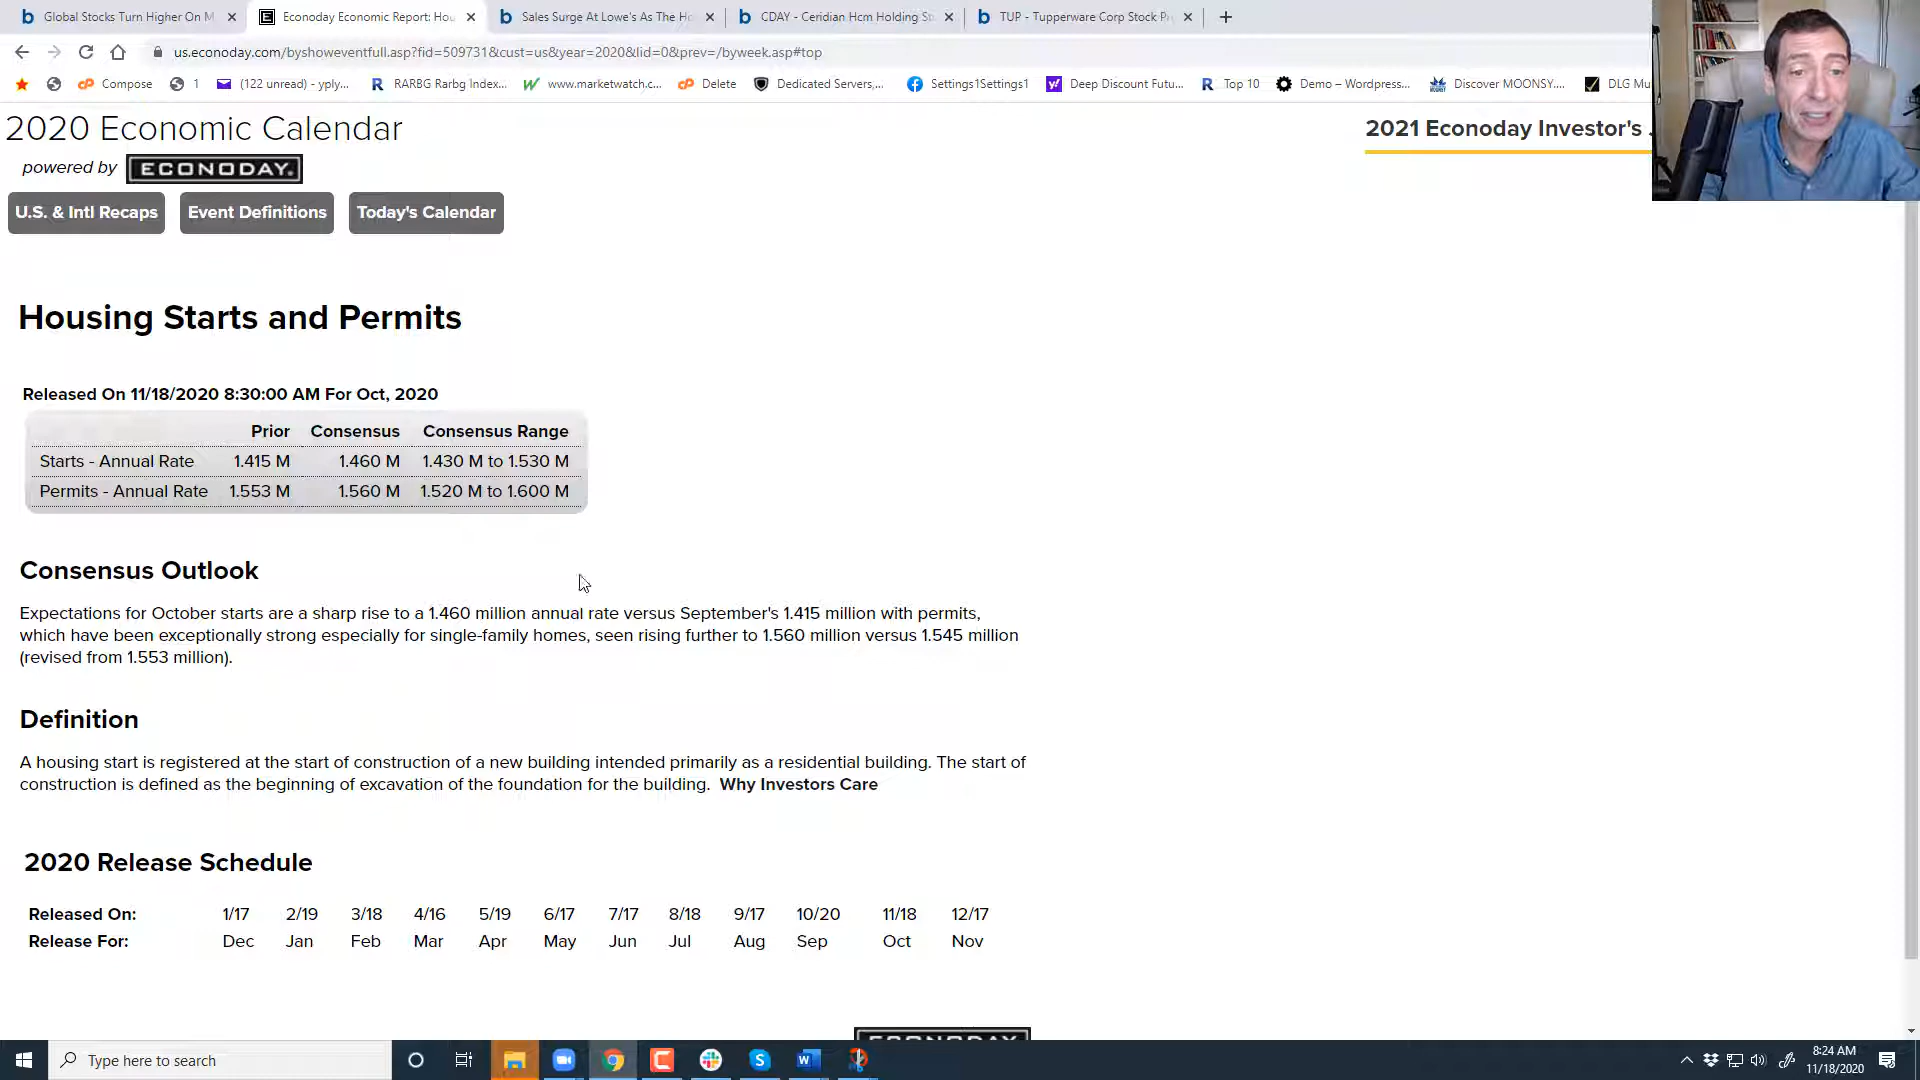 Global Stocks Turn Higher On M
Econoday Economic Report: Hou
Sales Surge At Lowe's As The Ho
CDAY - Ceridian Hcm Holding St
TUP - Tupperware Corp Stock Pr
us.econoday.com/byshoweventfull.asp?fid=509731&cust=us&year=2020&lid=0&prev=/byweek.asp#top
Compose
1
(122 unread) - yply...
RARBG Rarbg Index...
www.marketwatch.c...
Delete
Dedicated Servers,...
Settings1Settings1
Deep Discount Futu...
Top 10
Demo – Wordpress...
Discover MOONSY....
DLG Mu
2020 Economic Calendar
powered by ECONODAY.
2021 Econoday Investor's
U.S. & Intl Recaps
Event Definitions
Today's Calendar
Housing Starts and Permits
Released On 11/18/2020 8:30:00 AM For Oct, 2020
Prior Consensus Consensus Range
Starts - Annual Rate 1.415 M 1.460 M 1.430 M to 1.530 M
Permits - Annual Rate 1.553 M 1.560 M 1.520 M to 1.600 M
Consensus Outlook
Expectations for October starts are a sharp rise to a 1.460 million annual rate versus September's 1.415 million with permits,
which have been exceptionally strong especially for single-family homes, seen rising further to 1.560 million versus 1.545 million
(revised from 1.553 million).
Definition
A housing start is registered at the start of construction of a new building intended primarily as a residential building. The start of
construction is defined as the beginning of excavation of the foundation for the building. Why Investors Care
2020 Release Schedule
Released On: 1/17 2/19 3/18 4/16 5/19 6/17 7/17 8/18 9/17 10/20 11/18 12/17
Release For: Dec Jan Feb Mar Apr May Jun Jul Aug Sep Oct Nov
ECONODAY
Type here to search
8:24 AM
11/18/2020